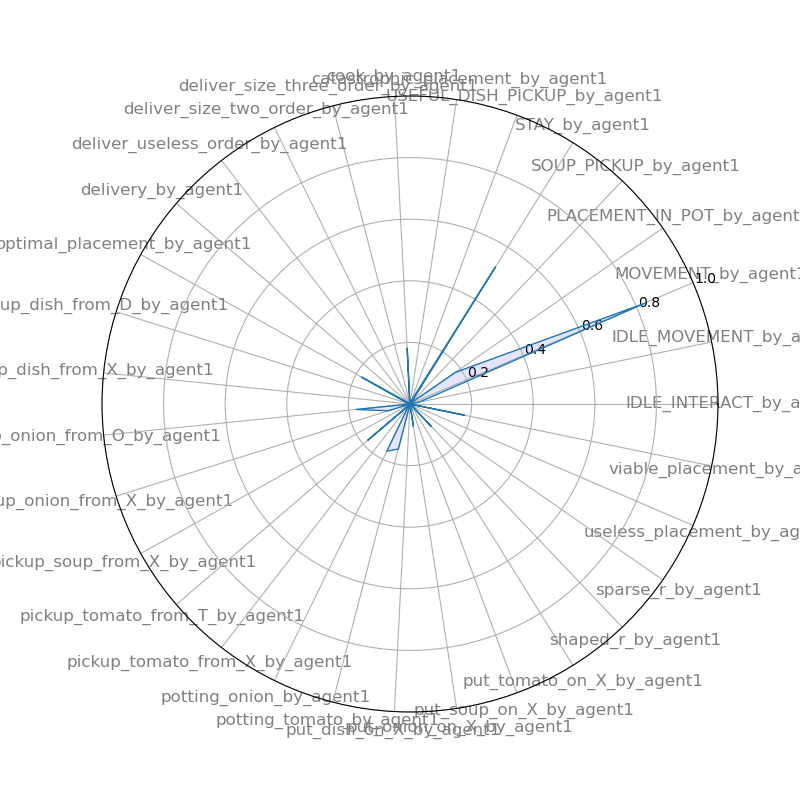 cook_by_agent1
catastrophic_placement_by_agent1
deliver_size_three_order_by_agent1
USEFUL_DISH_PICKUP_by_agent1
deliver_size_two_order_by_agent1
STAY_by_agent1
deliver_useless_order_by_agent1
SOUP_PICKUP_by_agent1
delivery_by_agent1
PLACEMENT_IN_POT_by_agent
optimal_placement_by_agent1
MOVEMENT_by_agent1
1.0
0.8
up_dish_from_D_by_agent1
0.6
IDLE_MOVEMENT_by_a
0.4
p_dish_from_X_by_agent1
0.2
IDLE_INTERACT_by_a
p_onion_from_O_by_agent1
viable_placement_by_a
up_onion_from_X_by_agent1
useless_placement_by_ag
pickup_soup_from_X_by_agent1
sparse_r_by_agent1
pickup_tomato_from_T_by_agent1
shaped_r_by_agent1
pickup_tomato_from_X_by_agent1
put_tomato_on_X_by_agent1
potting_onion_by_agent1
put_soup_on_X_by_agent1
potting_tomato_by_agent1
put_onion_on_X_by_agent1
put_dish_on_X_by_agent1